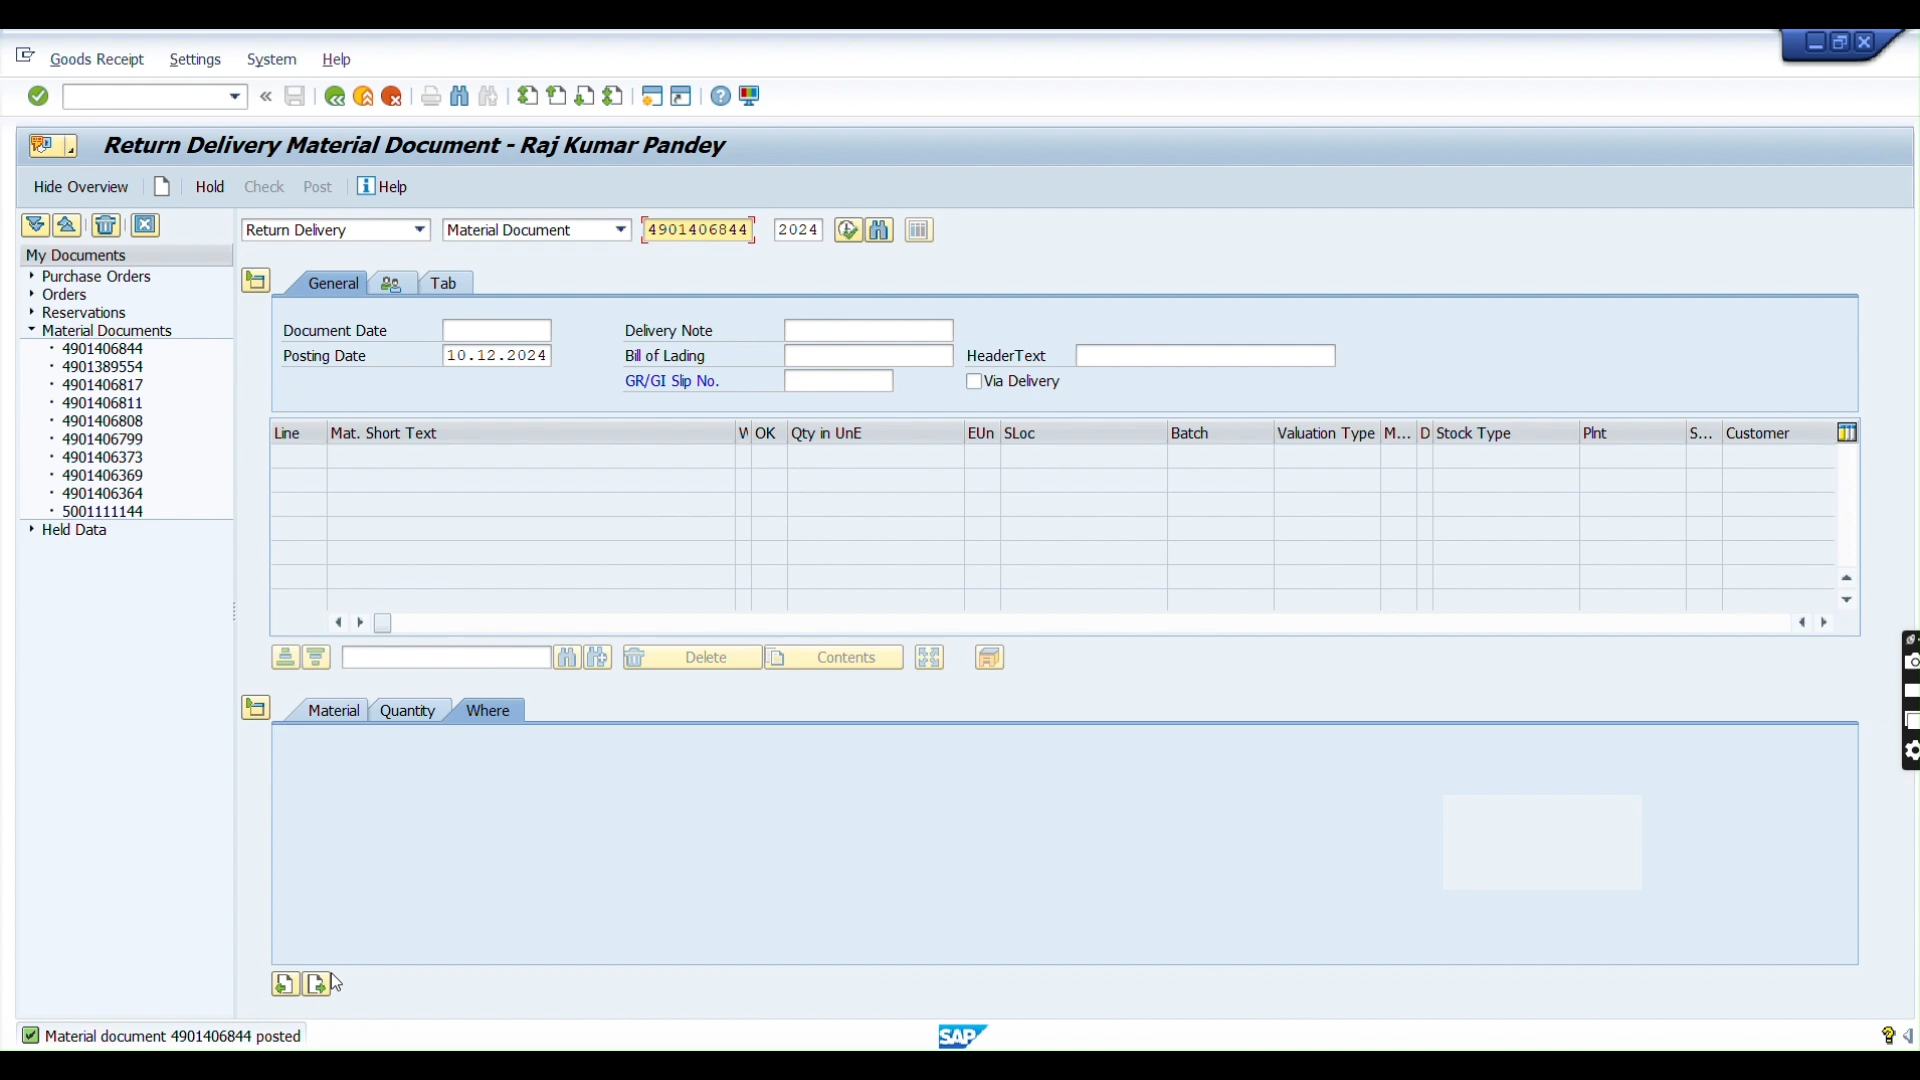 Goods Receipt Settings System Help
Return Delivery Material Document - Raj Kumar Pandey
Hide Overview Hold Check Post Help
Return Delivery Material Document 4901406844 2024
My Documents
Purchase Orders
Orders
Reservations
Material Documents
4901406844
4901389554
4901406817
4901406811
4901406808
4901406799
4901406373
4901406369
4901406364
5001111144
Held Data
General Tab
Document Date Delivery Note
Posting Date 10.12.2024 Bill of Lading HeaderText
GR/GI Slip No. Via Delivery
Line Mat. Short Text OK Qty in UnE EUn SLoc Batch Valuation Type M... D Stock Type Plnt S... Customer
Delete Contents
Material Quantity Where
Material document 4901406844 posted SAP